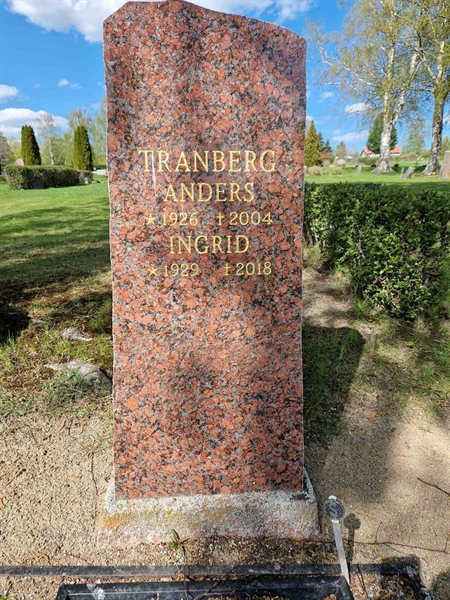 TRANBERG
ANDERS
* 1926 † 2004
INGRID
* 1929 † 2018